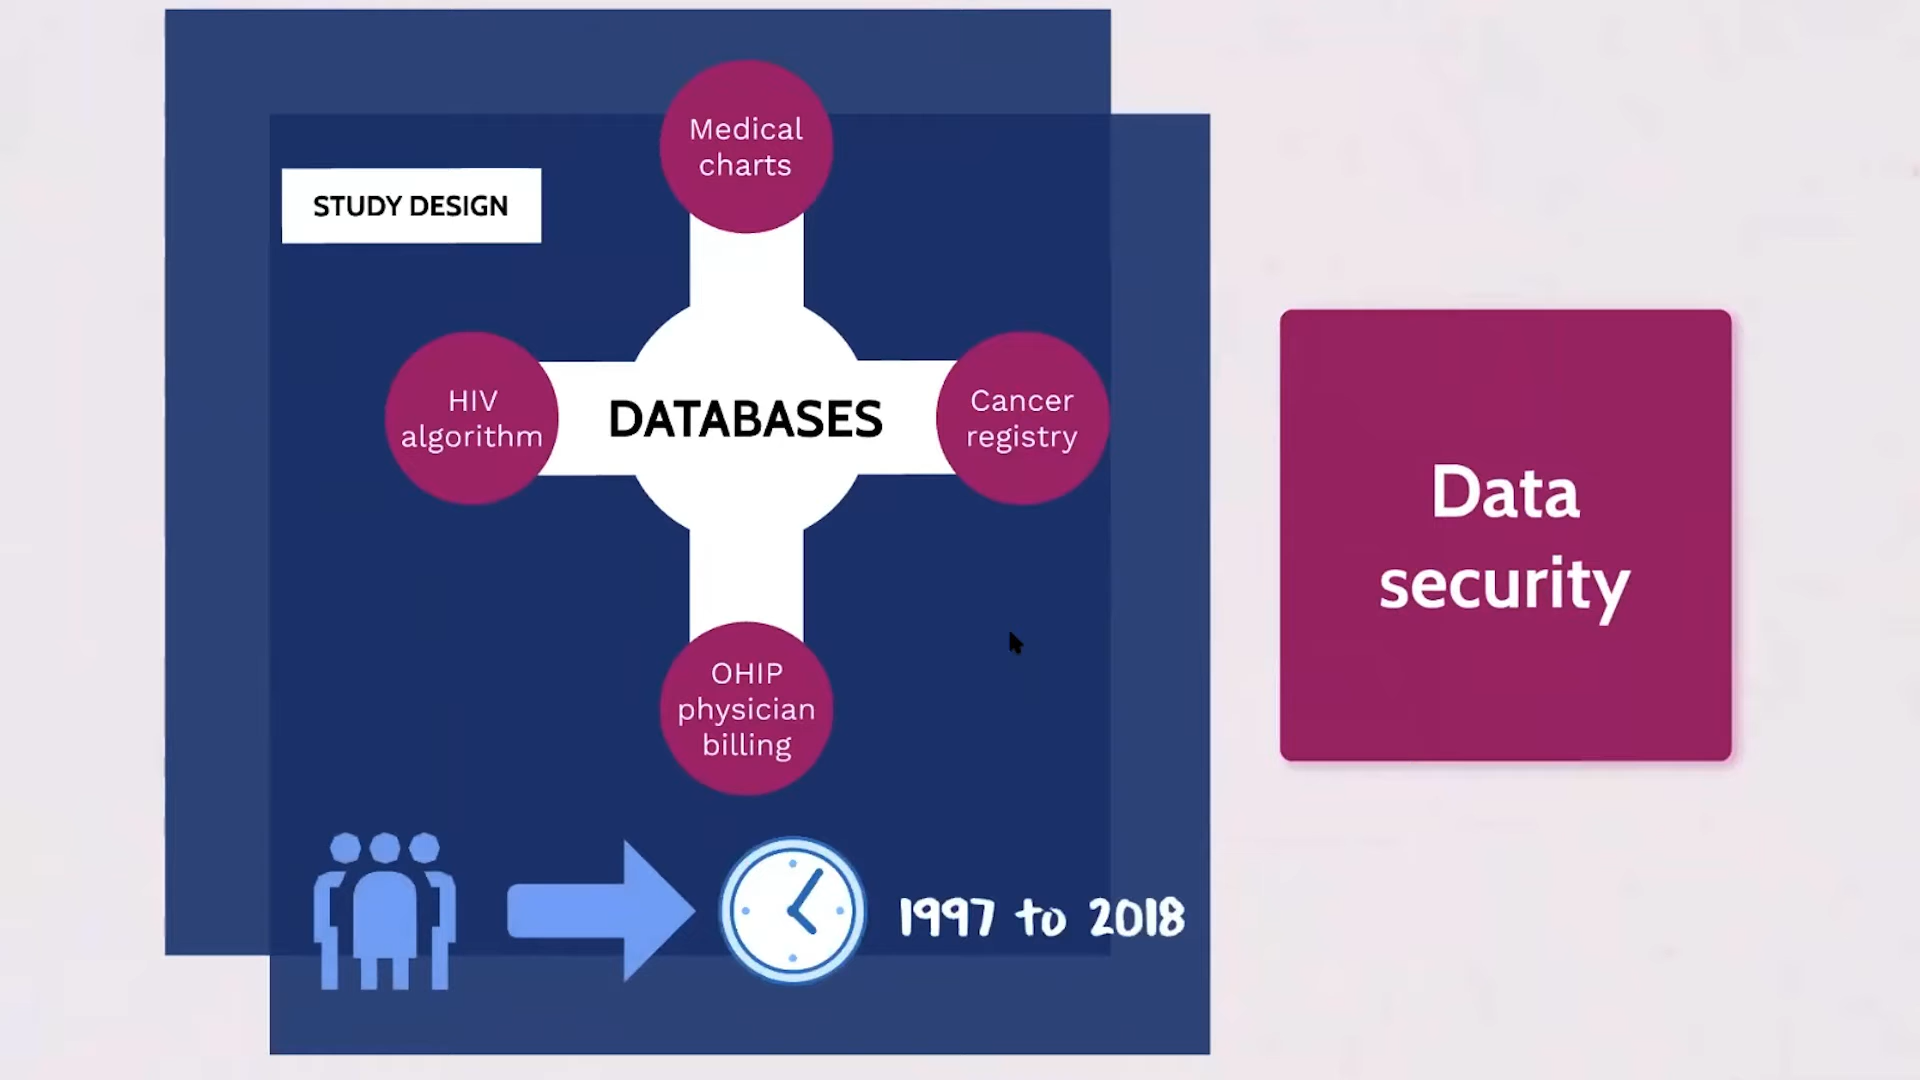 Medical
charts
STUDY DESIGN
HIV
algorithm
DATABASES
Cancer
registry
OHIP
physician
billing
1997 to 2018
Data
security